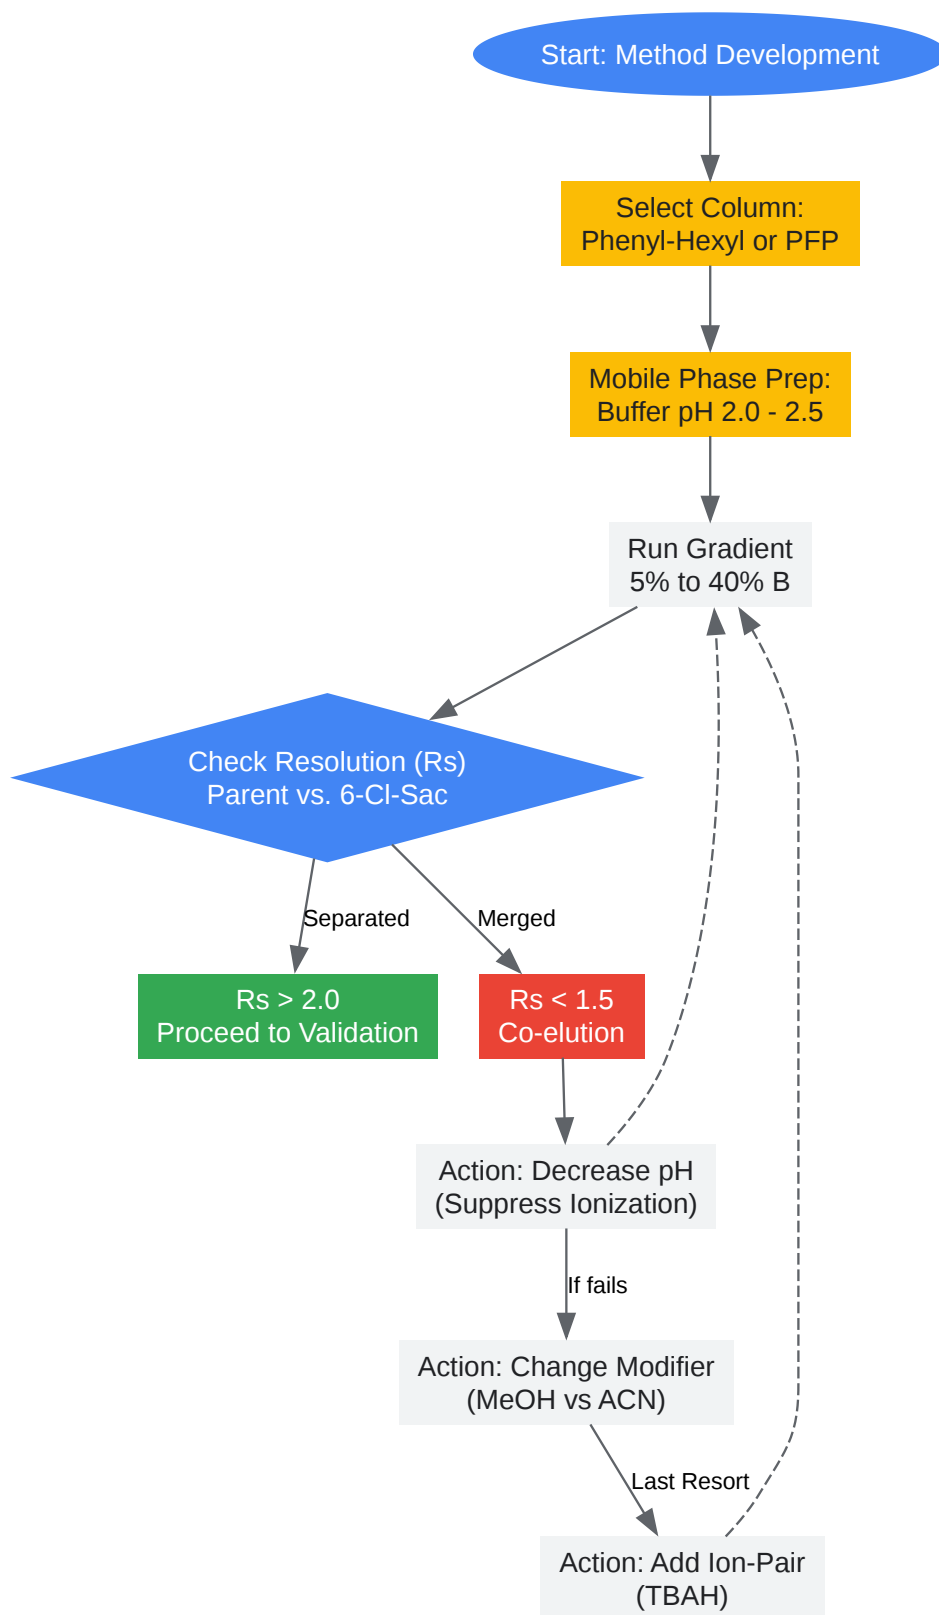 Start: Method Development
Select Column:
Phenyl-Hexyl or PFP
Mobile Phase Prep:
Buffer pH 2.0 - 2.5
Run Gradient
5% to 40% B
Check Resolution (Rs)
Parent vs. 6-Cl-Sac
Separated
Merged
Rs > 2.0
Proceed to Validation
Rs < 1.5
Co-elution
Action: Decrease pH
(Suppress Ionization)
If fails
Action: Change Modifier
(MeOH vs ACN)
Last Resort
Action: Add Ion-Pair
(TBAH)